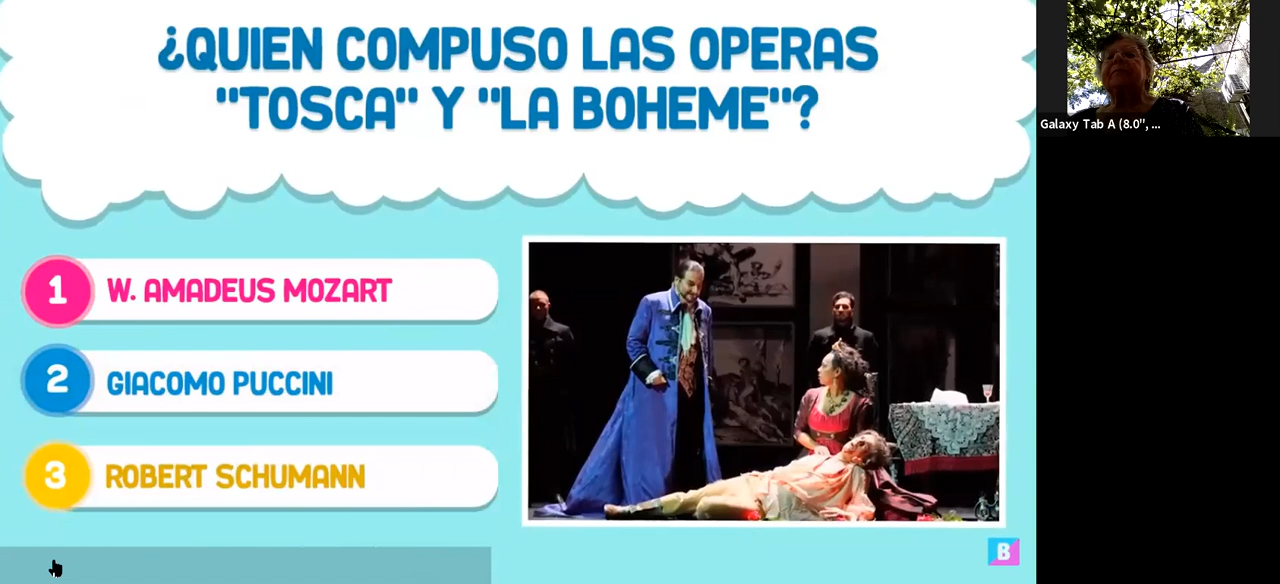 ¿QUIEN COMPUSO LAS OPERAS
"TOSCA" Y "LA BOHEME"?
1 W. AMADEUS MOZART
2 GIACOMO PUCCINI
3 ROBERT SCHUMANN
B
Galaxy Tab A (8.0", ...